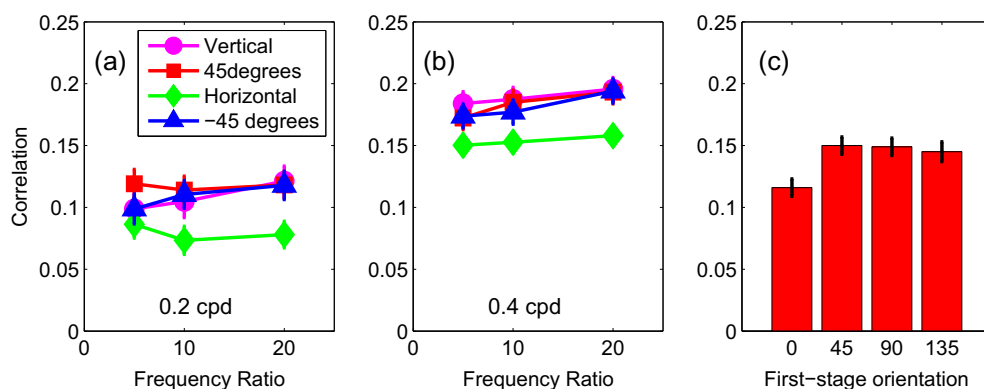 0.25
0.2
0.15
0.1
0.05
0
Correlation
(a)
Vertical
45degrees
Horizontal
−45 degrees
0.2 cpd
0
10
20
Frequency Ratio
0.25
0.2
0.15
0.1
0.05
0
(b)
0.4 cpd
0
10
20
Frequency Ratio
0.25
0.2
0.15
0.1
0.05
0
(c)
0
45
90
135
First−stage orientation